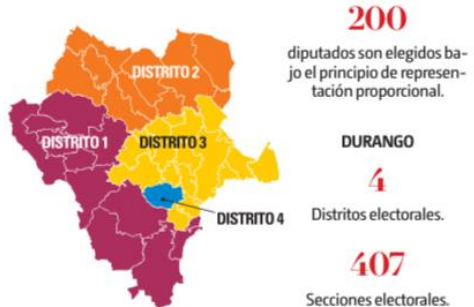 DISTRITO 2
DISTRITO 1
DISTRITO 3
DISTRITO 4
200
diputados son elegidos ba-
jo el principio de represen-
tación proporcional.
DURANGO
4
Distritos electorales.
407
Secciones electorales.